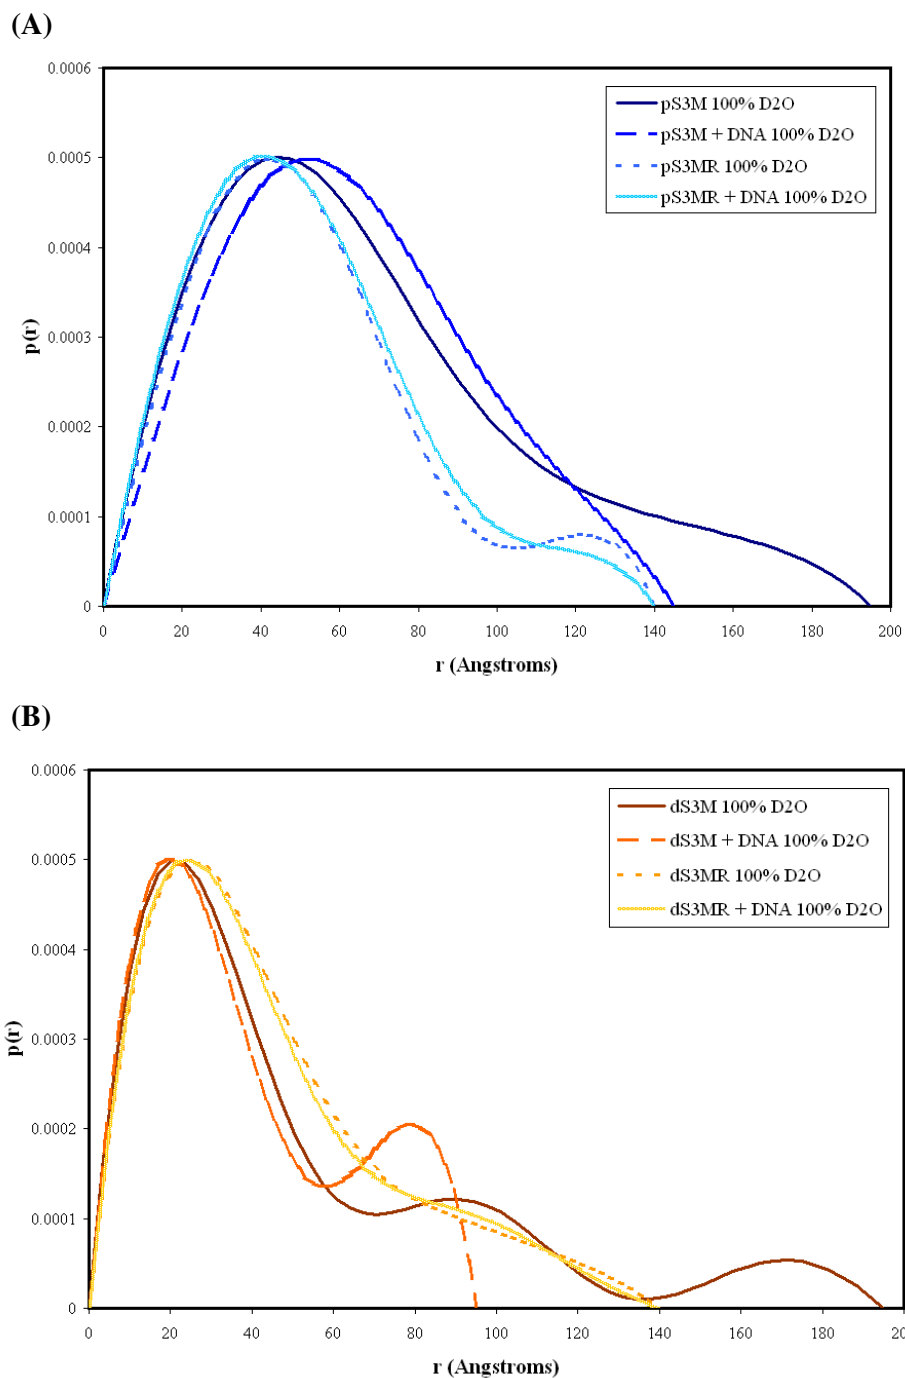 (A)
0.0006
0.0005
0.0004
0.0003
0.0002
0.0001
0
p(r)
pS3M 100% D2O
pS3M + DNA 100% D2O
pS3MR 100% D2O
pS3MR + DNA 100% D2O
0 20 40 60 80 100 120 140 160 180 200
r (Angstroms)
(B)
0.0006
0.0005
0.0004
0.0003
0.0002
0.0001
0
p(r)
dS3M 100% D2O
dS3M + DNA 100% D2O
dS3MR 100% D2O
dS3MR + DNA 100% D2O
0 20 40 60 80 100 120 140 160 180 200
r (Angstroms)